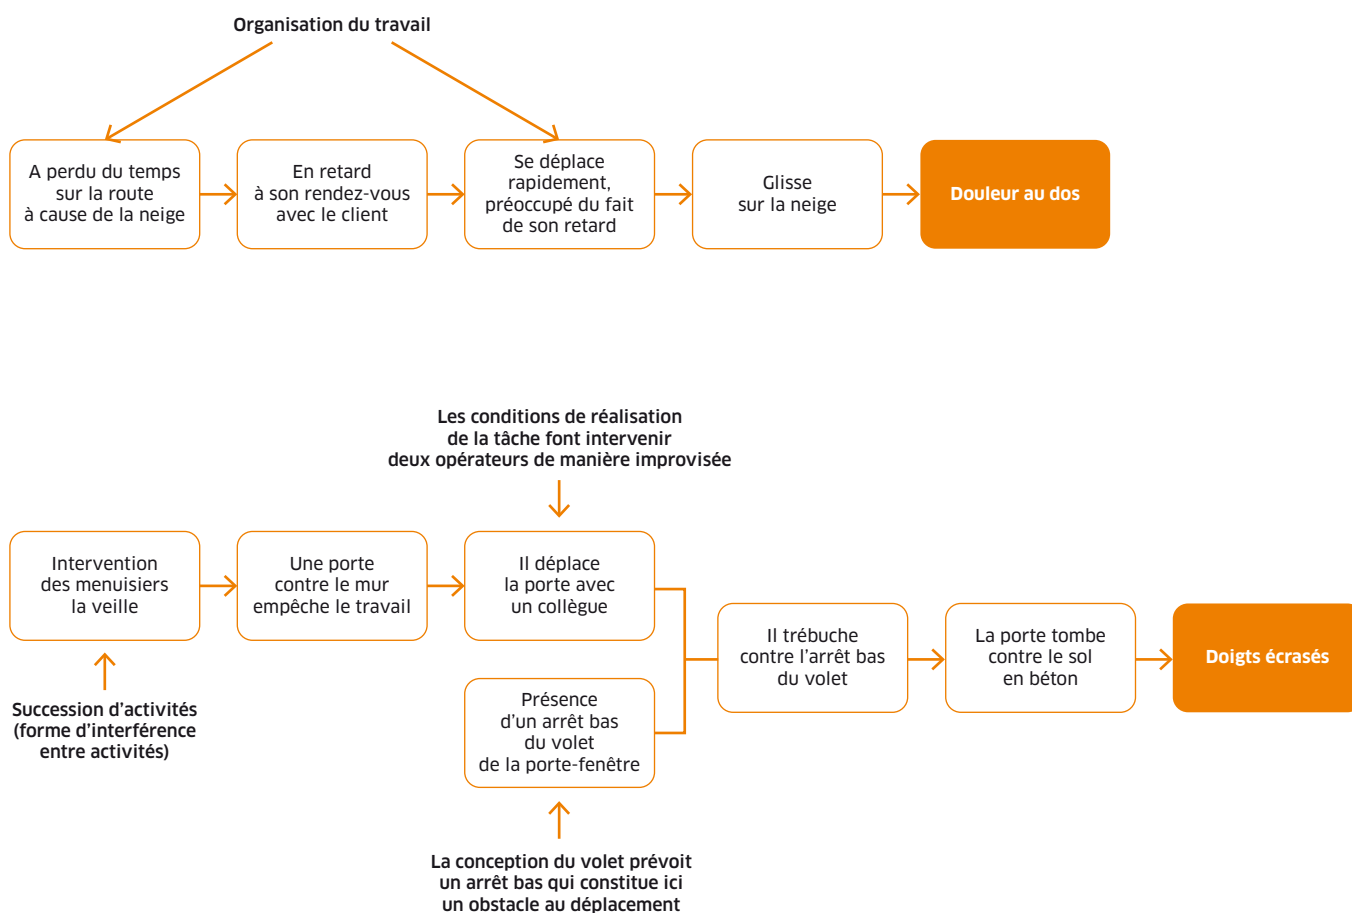 Organisation du travail
A perdu du temps
sur la route
à cause de la neige
En retard
à son rendez-vous
avec le client
Se déplace
rapidement,
préoccupé du fait
de son retard
Glisse
sur la neige
Douleur au dos
Les conditions de réalisation
de la tâche font intervenir
deux opérateurs de manière improvisée
Intervention
des menuisiers
la veille
Une porte
contre le mur
empêche le travail
Il déplace
la porte avec
un collègue
Il trébuche
contre l’arrêt bas
du volet
La porte tombe
contre le sol
en béton
Doigts écrasés
Présence
d’un arrêt bas
du volet
de la porte-fenêtre
Succession d’activités
(forme d’interférence
entre activités)
La conception du volet prévoit
un arrêt bas qui constitue ici
un obstacle au déplacement